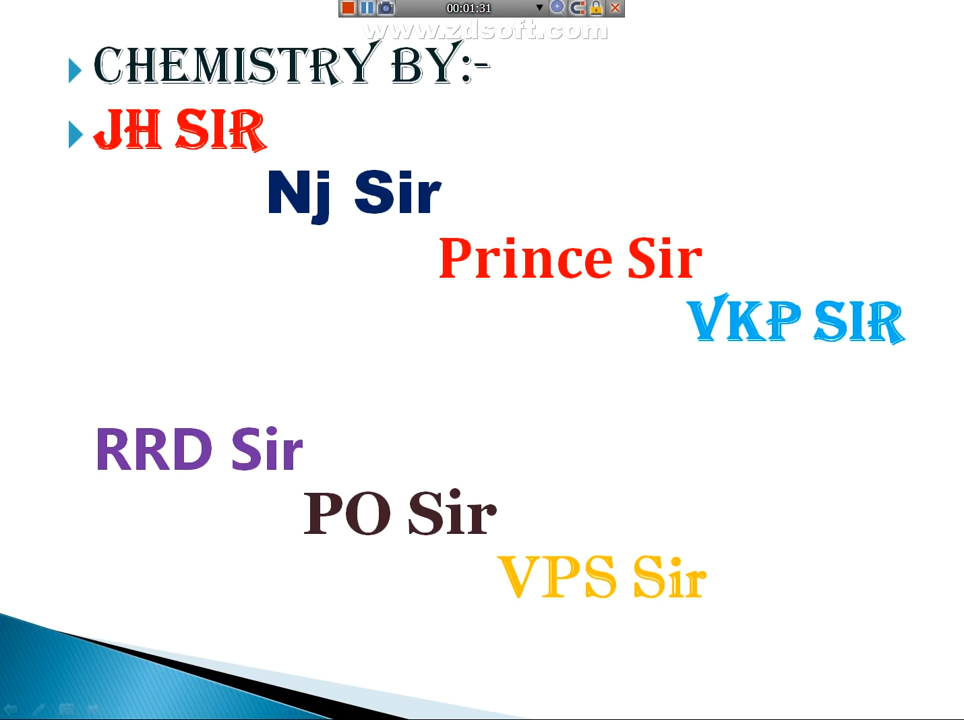 00:01:31
www.zdsoft.com
CHEMISTRY BY:-
JH SIR
Nj Sir
Prince Sir
VKP SIR
RRD Sir
PO Sir
VPS Sir